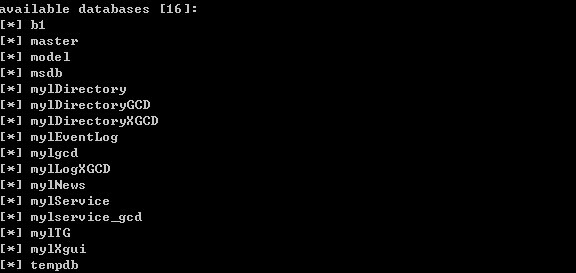 available databases [16]:
[*] b1
[*] master
[*] model
[*] msdb
[*] mylDirectory
[*] mylDirectoryGCD
[*] mylDirectoryXGCD
[*] mylEventLog
[*] mylgcd
[*] mylLogXGCD
[*] mylNews
[*] mylService
[*] mylservice_gcd
[*] mylTG
[*] mylXgui
[*] tempdb